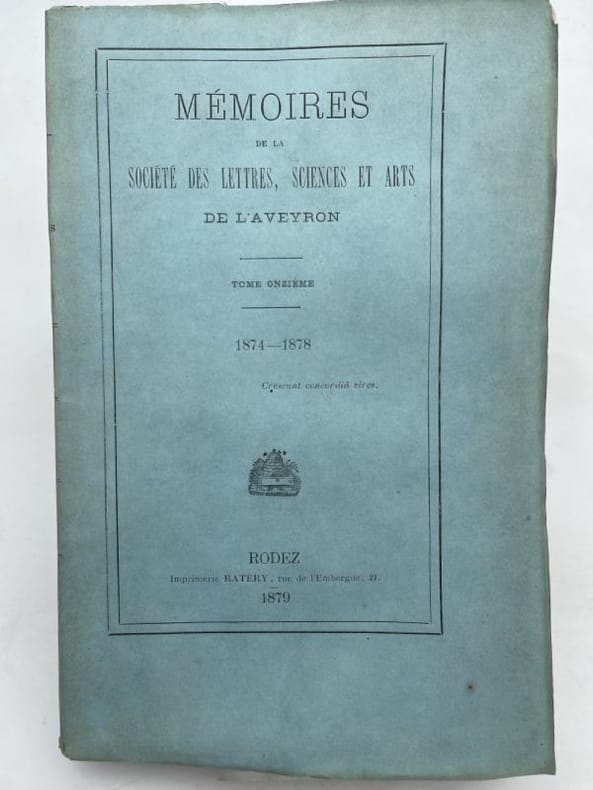 MÉMOIRES
DE LA
SOCIÉTÉ DES LETTRES, SCIENCES ET ARTS
DE L'AVEYRON
TOME ONZIÈME
1874—1878
Crescunt concordiâ vires.
RODEZ
Imprimerie RATERY, rue de l'Embergue, 21.
1879